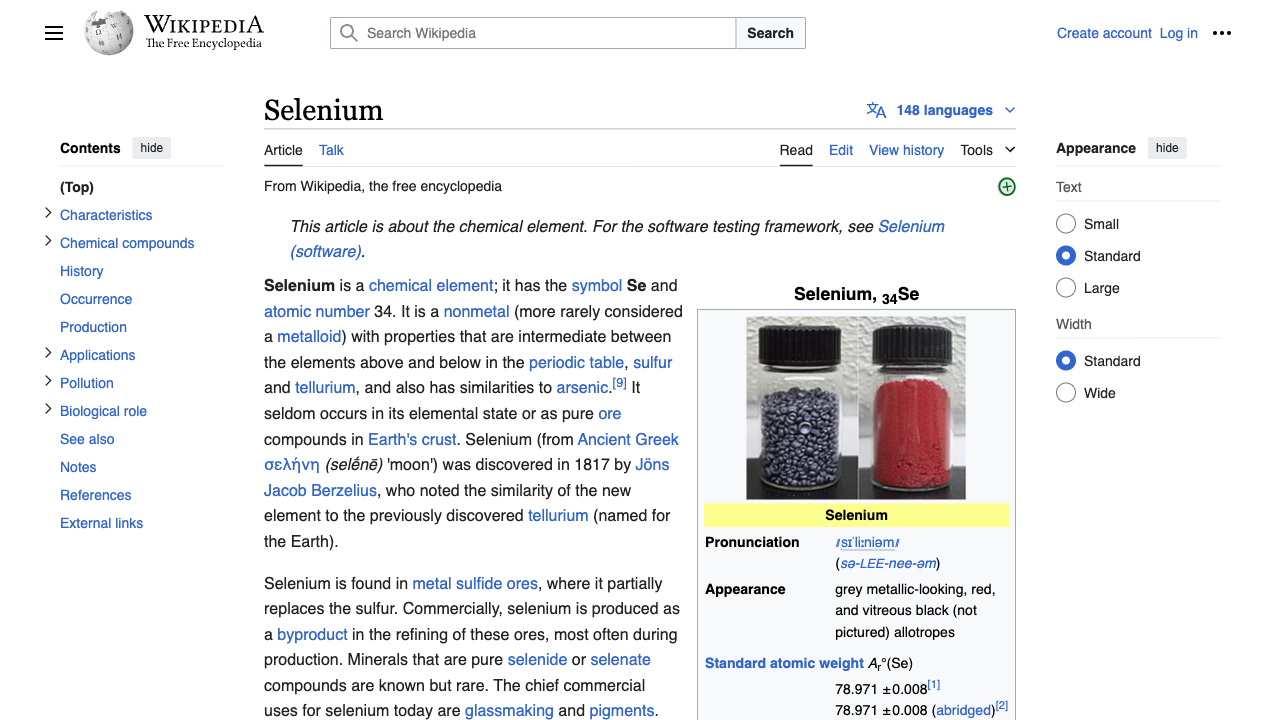 WIKIPEDIA
The Free Encyclopedia
Search Wikipedia
Search
Create account Log in
Selenium
148 languages
Contents hide
Article Talk
Read Edit View history Tools
Appearance hide
From Wikipedia, the free encyclopedia
(Top)
Characteristics
Chemical compounds
History
Occurrence
Production
Applications
Pollution
Biological role
See also
Notes
References
External links
This article is about the chemical element. For the software testing framework, see Selenium
(software).
Selenium is a chemical element; it has the symbol Se and
atomic number 34. It is a nonmetal (more rarely considered
a metalloid) with properties that are intermediate between
the elements above and below in the periodic table, sulfur
and tellurium, and also has similarities to arsenic.[9] It
seldom occurs in its elemental state or as pure ore
compounds in Earth's crust. Selenium (from Ancient Greek
σελήνη (selḗnē) 'moon') was discovered in 1817 by Jöns
Jacob Berzelius, who noted the similarity of the new
element to the previously discovered tellurium (named for
the Earth).
Selenium is found in metal sulfide ores, where it partially
replaces the sulfur. Commercially, selenium is produced as
a byproduct in the refining of these ores, most often during
production. Minerals that are pure selenide or selenate
compounds are known but rare. The chief commercial
uses for selenium today are glassmaking and pigments.
Selenium, 34Se
Selenium
Pronunciation /sɪˈliːniəm/
(sə-LEE-nee-əm)
Appearance grey metallic-looking, red,
and vitreous black (not
pictured) allotropes
Standard atomic weight Ar°(Se)
78.971 ±0.008[1]
78.971 ±0.008 (abridged)[2]
Text
Small
Standard
Large
Width
Standard
Wide